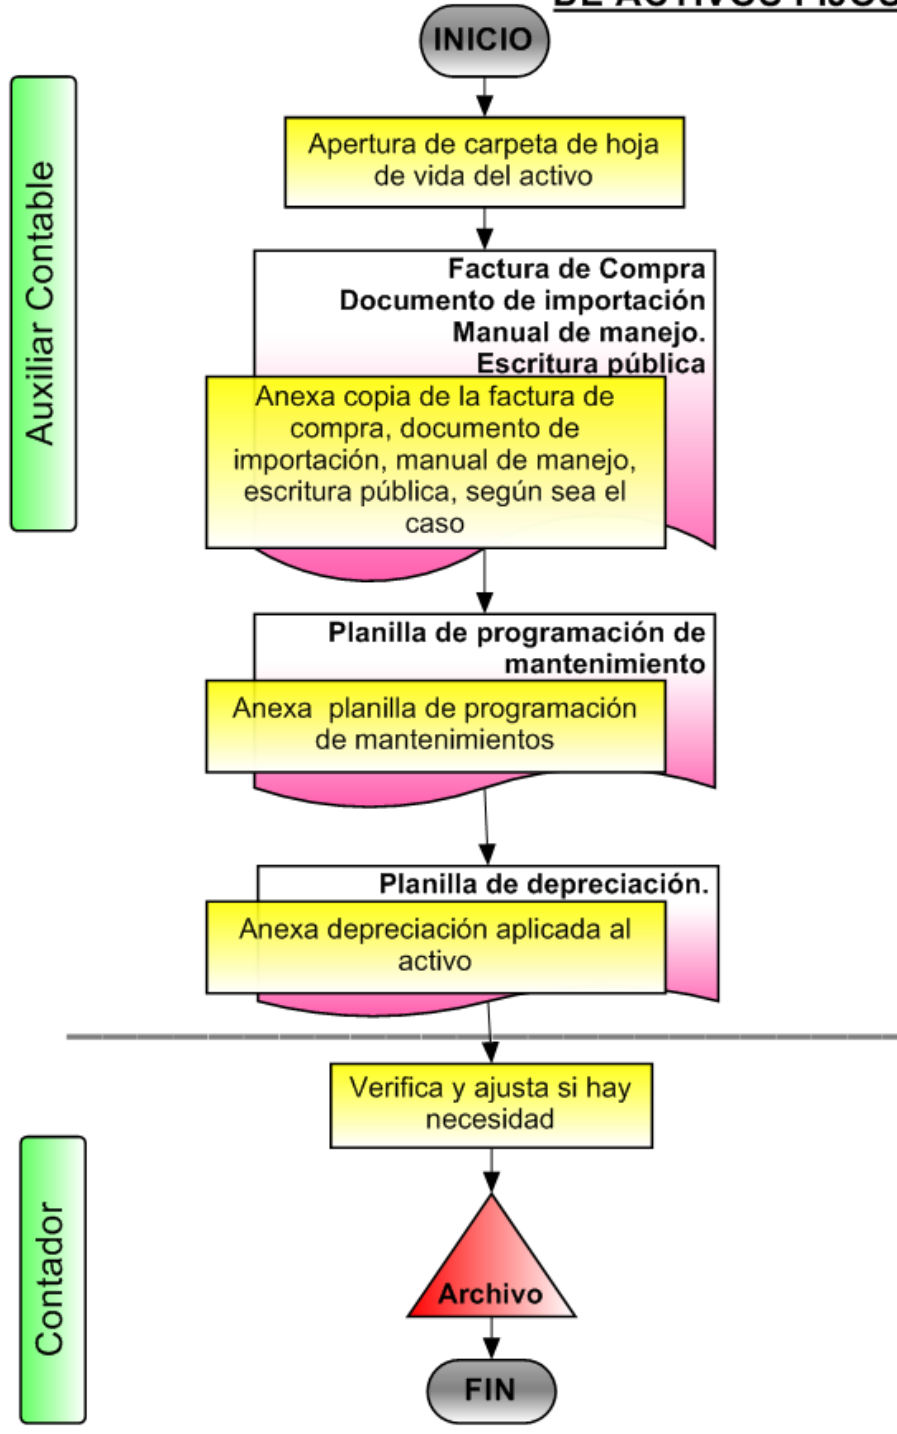 DE ACTIVOS FIJOS
INICIO
Auxiliar Contable
Apertura de carpeta de hoja
de vida del activo
Factura de Compra
Documento de importación
Manual de manejo.
Escritura pública
Anexa copia de la factura de
compra, documento de
importación, manual de manejo,
escritura pública, según sea el
caso
Planilla de programación de
mantenimiento
Anexa  planilla de programación
de mantenimientos
Planilla de depreciación.
Anexa depreciación aplicada al
activo
Contador
Verifica y ajusta si hay
necesidad
Archivo
FIN